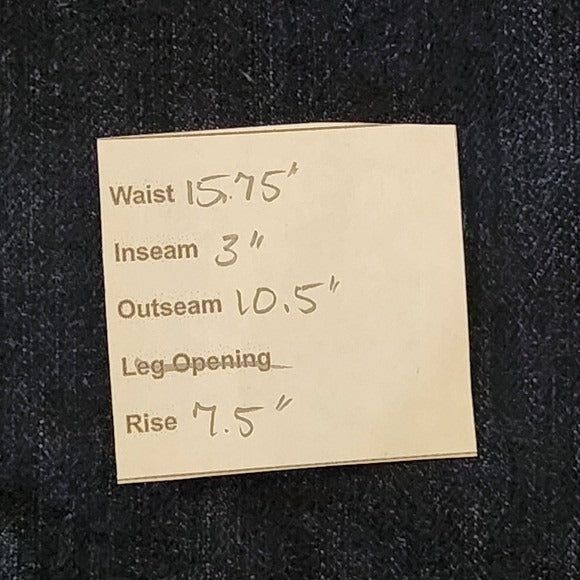 Waist 15.75"
Inseam 3"
Outseam 10.5"
Leg Opening
Rise 7.5"